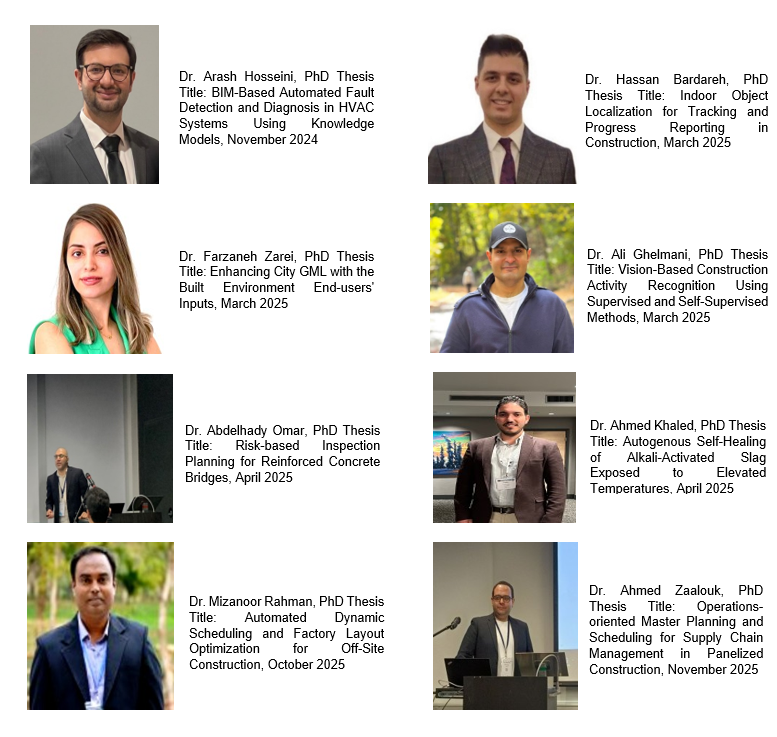 Dr. Arash Hosseini, PhD Thesis
Title: BIM-Based Automated Fault
Detection and Diagnosis in HVAC
Systems Using Knowledge
Models, November 2024
Dr. Hassan Bardareh, PhD
Thesis Title: Indoor Object
Localization for Tracking and
Progress Reporting in
Construction, March 2025
Dr. Farzaneh Zarei, PhD Thesis
Title: Enhancing City GML with the
Built Environment End-users'
Inputs, March 2025
Dr. Ali Ghelmani, PhD Thesis
Title: Vision-Based Construction
Activity Recognition Using
Supervised and Self-Supervised
Methods, March 2025
Dr. Abdelhady Omar, PhD Thesis
Title: Risk-based Inspection
Planning for Reinforced Concrete
Bridges, April 2025
Dr. Ahmed Khaled, PhD Thesis
Title: Autogenous Self-Healing
of Alkali-Activated Slag
Exposed to Elevated
Temperatures, April 2025
Dr. Mizanoor Rahman, PhD Thesis
Title: Automated Dynamic
Scheduling and Factory Layout
Optimization for Off-Site
Construction, October 2025
Dr. Ahmed Zaalouk, PhD
Thesis Title: Operations-
oriented Master Planning and
Scheduling for Supply Chain
Management in Panelized
Construction, November 2025